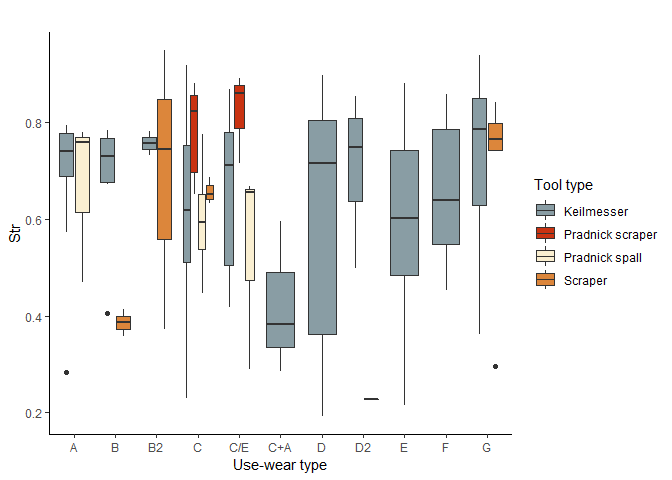 0.8
0.6
0.4
0.2
Str
A B B2 C C/E C+A D D2 E F G
Use-wear type
Tool type
Keilmesser
Pradnick scraper
Pradnick spall
Scraper